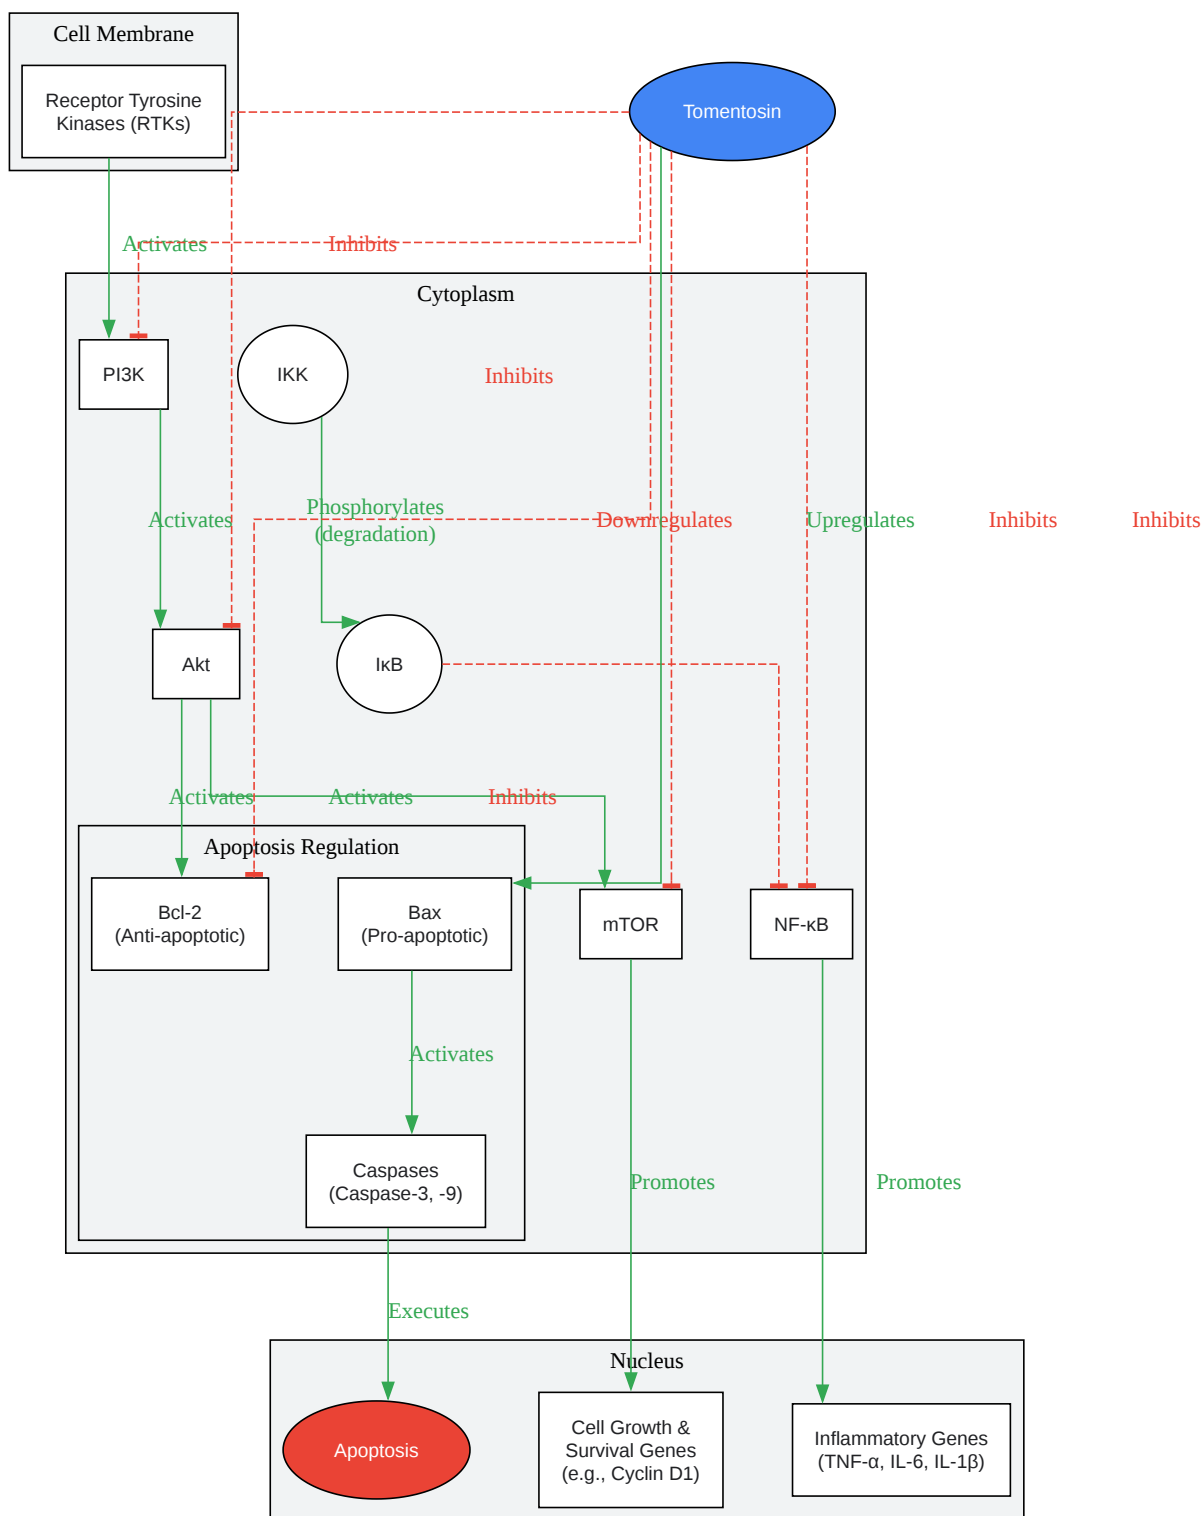 Cell Membrane
Receptor Tyrosine
Kinases (RTKs)
Tomentosin
Activates
Inhibits
Cytoplasm
PI3K
IKK
Inhibits
Phosphorylates
(degradation)
Activates
Downregulates
Upregulates
Inhibits
Inhibits
Akt
IκB
Activates
Activates
Inhibits
Apoptosis Regulation
Bcl-2
(Anti-apoptotic)
Bax
(Pro-apoptotic)
mTOR
NF-κB
Activates
Caspases
(Caspase-3, -9)
Promotes
Promotes
Executes
Nucleus
Apoptosis
Cell Growth &
Survival Genes
(e.g., Cyclin D1)
Inflammatory Genes
(TNF-α, IL-6, IL-1β)